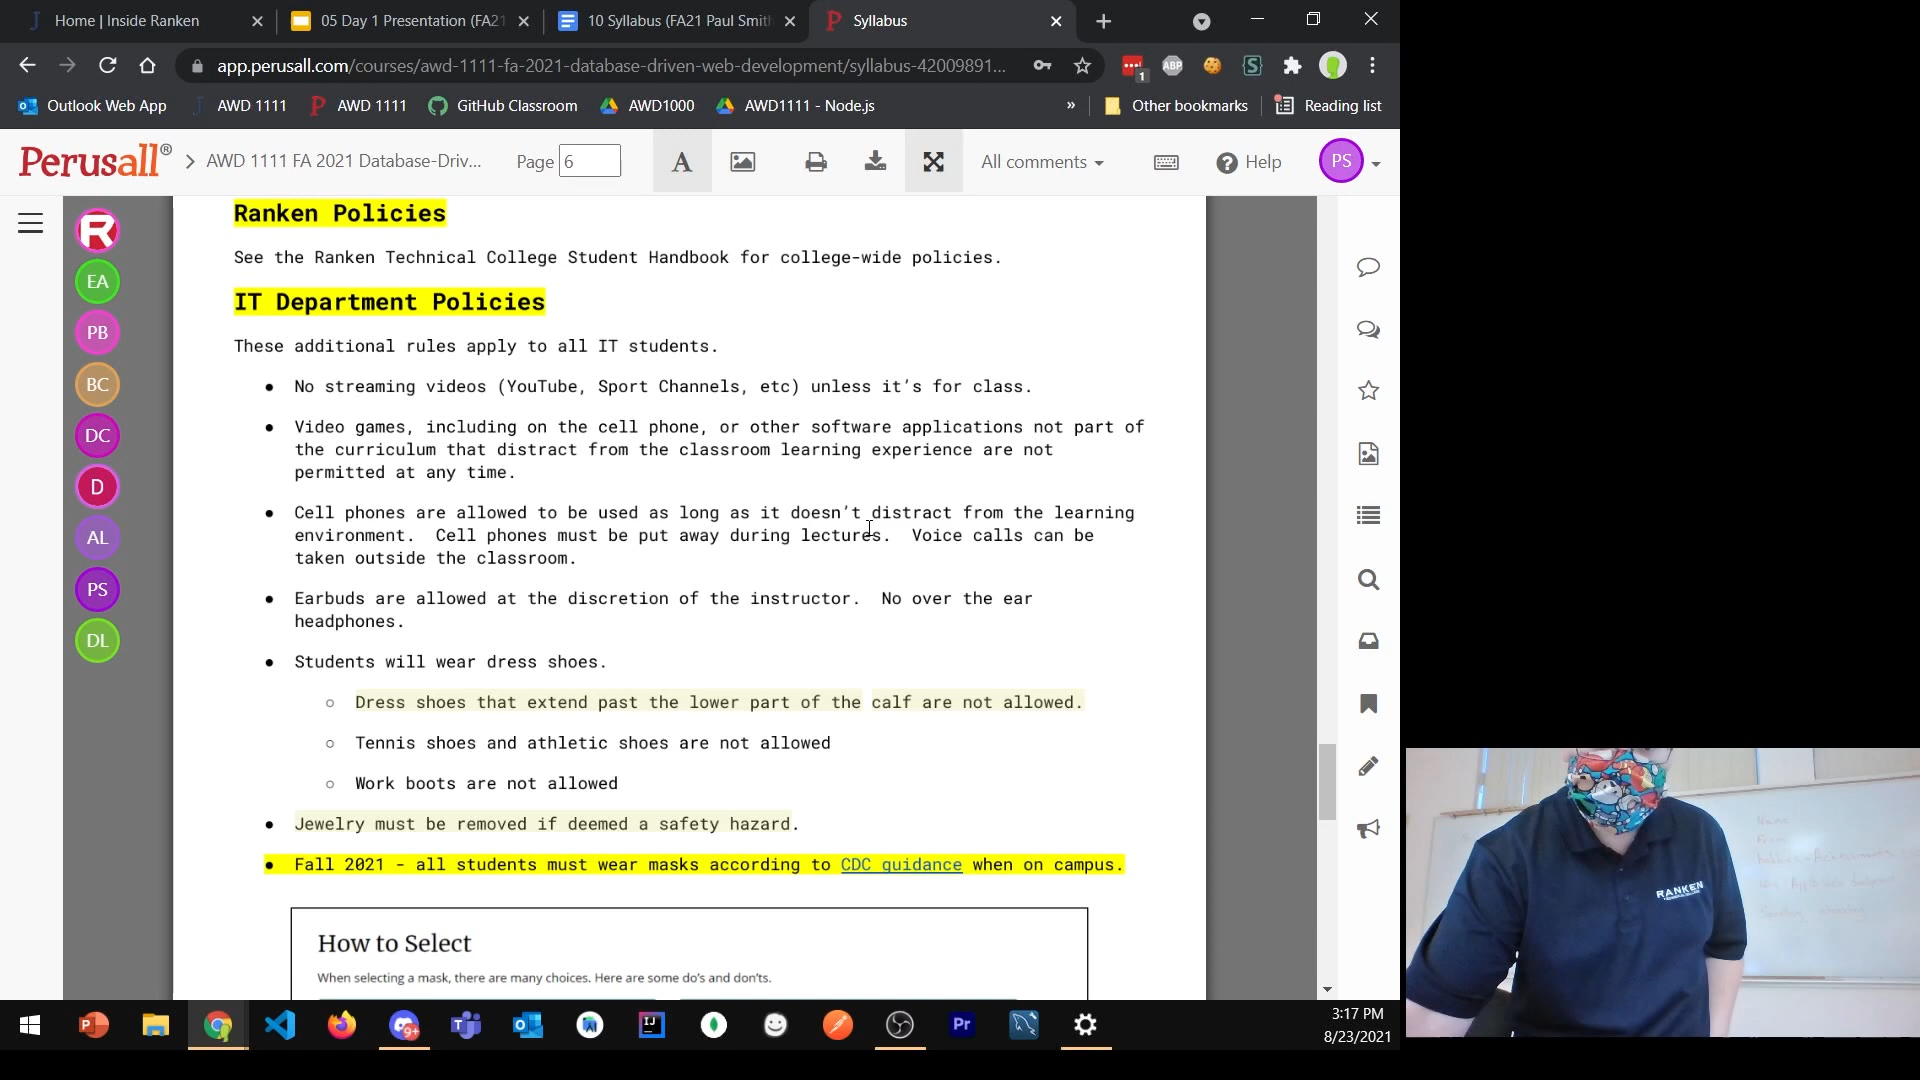 Home | Inside Ranken
05 Day 1 Presentation (FA21
10 Syllabus (FA21 Paul Smith
Syllabus
app.perusall.com/courses/awd-1111-fa-2021-database-driven-web-development/syllabus-42009891...
1
ABP
S
Outlook Web App
AWD 1111
AWD 1111
GitHub Classroom
AWD1000
AWD1111 - Node.js
»
Other bookmarks
Reading list
Perusall®
AWD 1111 FA 2021 Database-Driv...
Page 6
A
All comments
Help
PS
R
EA
PB
BC
DC
D
AL
PS
DL
Ranken Policies
See the Ranken Technical College Student Handbook for college-wide policies.
IT Department Policies
These additional rules apply to all IT students.
● No streaming videos (YouTube, Sport Channels, etc) unless it’s for class.
● Video games, including on the cell phone, or other software applications not part of
the curriculum that distract from the classroom learning experience are not
permitted at any time.
● Cell phones are allowed to be used as long as it doesn’t distract from the learning
environment. Cell phones must be put away during lectures. Voice calls can be
taken outside the classroom.
● Earbuds are allowed at the discretion of the instructor. No over the ear
headphones.
● Students will wear dress shoes.
○ Dress shoes that extend past the lower part of the calf are not allowed.
○ Tennis shoes and athletic shoes are not allowed
○ Work boots are not allowed
● Jewelry must be removed if deemed a safety hazard.
● Fall 2021 - all students must wear masks according to CDC guidance when on campus.
How to Select
When selecting a mask, there are many choices. Here are some do's and don'ts.
RANKEN
Name
9+
IJ
Pr
3:17 PM
8/23/2021